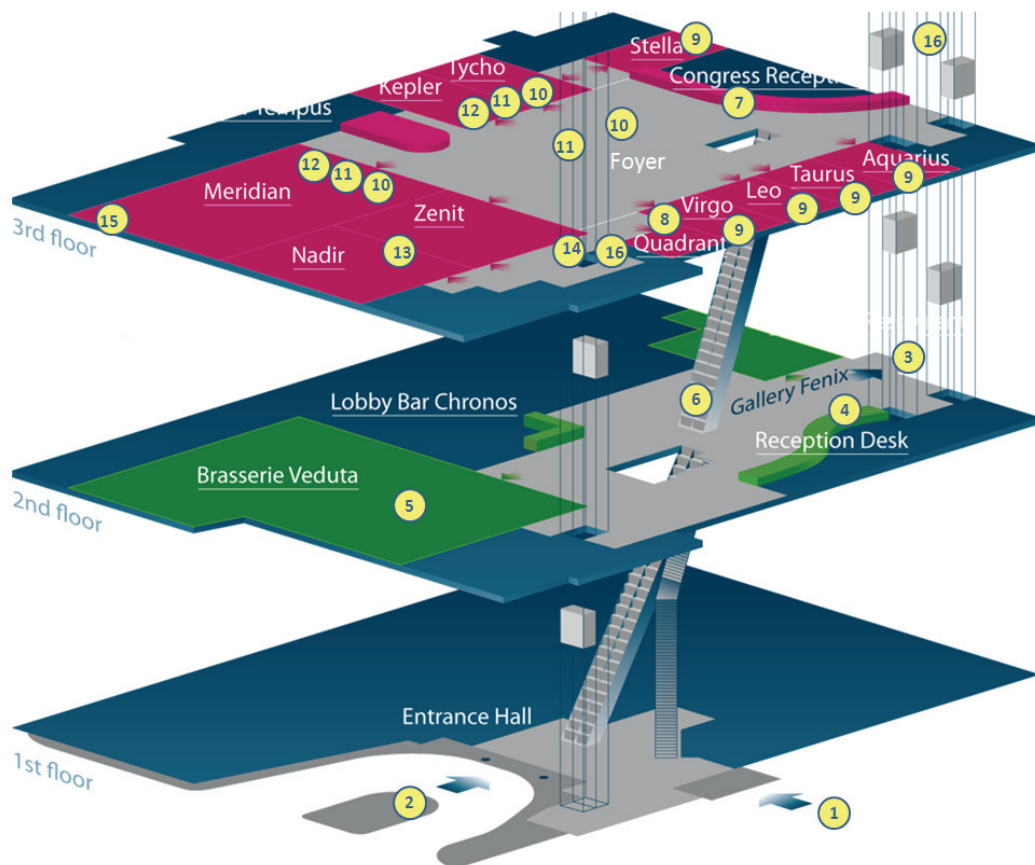 Stella
9
16
Tycho
Congress Recept
Kepler
7
12
11
10
10
11
Foyer
12
11
10
Aquarius
Taurus
9
Leo
9
Meridian
Virgo
9
8
9
Zenit
15
Quadrant
Nadir
13
14
16
3rd floor
3
Gallery Fenix
6
4
Lobby Bar Chronos
Reception Desk
Brasserie Veduta
5
2nd floor
Entrance Hall
1st floor
2
1